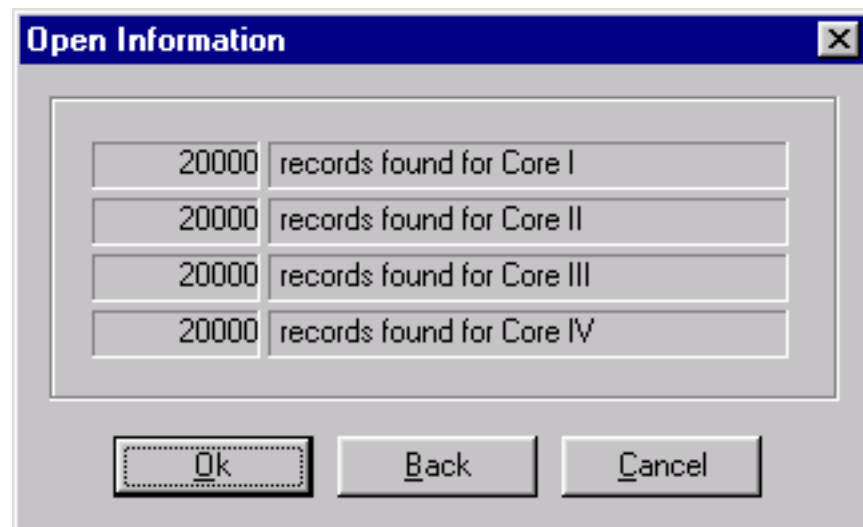 Open Information
20000 records found for Core I
20000 records found for Core II
20000 records found for Core III
20000 records found for Core IV
Ok Back Cancel